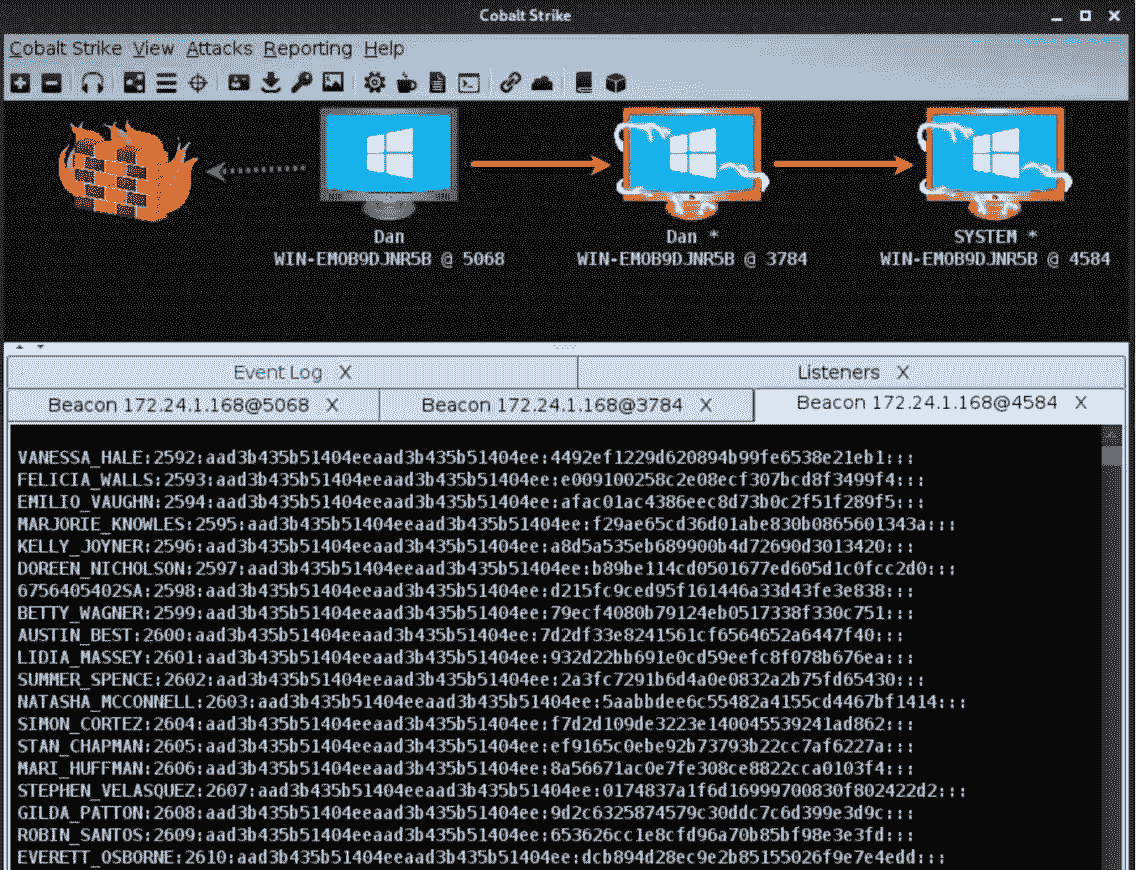 Cobalt Strike
Cobalt Strike View Attacks Reporting Help
Dan
WIN-EMOB9DJNR5B @ 5068
Dan *
WIN-EMOB9DJNR5B @ 3784
SYSTEM *
WIN-EMOB9DJNR5B @ 4584
Event Log X
Listeners X
Beacon 172.24.1.168@5068 X
Beacon 172.24.1.168@3784 X
Beacon 172.24.1.168@4584 X
VANESSA_HALE:2592:aad3b435b51404eeaad3b435b51404ee:4492ef1229d620894b99fe6538e21eb1:::
FELICIA_WALLS:2593:aad3b435b51404eeaad3b435b51404ee:e009100258c2e08ecf307bcd8f3499f4:::
EMILIO_VAUGHN:2594:aad3b435b51404eeaad3b435b51404ee:afac01ac4386eec8d73b0c2f51f289f5:::
MARJORIE_KNOWLES:2595:aad3b435b51404eeaad3b435b51404ee:f29ae65cd36d01abe830b0865601343a:::
KELLY_JOYNER:2596:aad3b435b51404eeaad3b435b51404ee:a8d5a535eb689900b4d72690d3013420:::
DOREEN_NICHOLSON:2597:aad3b435b51404eeaad3b435b51404ee:b89be114cd0501677ed605d1c0fcc2d0:::
6756405402SA:2598:aad3b435b51404eeaad3b435b51404ee:d215fc9ced95f161446a33d43fe3e838:::
BETTY_WAGNER:2599:aad3b435b51404eeaad3b435b51404ee:79ecf4080b79124eb0517338f330c751:::
AUSTIN_BEST:2600:aad3b435b51404eeaad3b435b51404ee:7d2df33e8241561cf6564652a6447f40:::
LIDIA_MASSEY:2601:aad3b435b51404eeaad3b435b51404ee:932d22bb691e0cd59eefc8f078b676ea:::
SUMMER_SPENCE:2602:aad3b435b51404eeaad3b435b51404ee:2a3fc7291b6d4a0e0832a2b75fd65430:::
NATASHA_MCCONNELL:2603:aad3b435b51404eeaad3b435b51404ee:5aabbdee6c55482a4155cd4467bf1414:::
SIMON_CORTEZ:2604:aad3b435b51404eeaad3b435b51404ee:f7d2d109de3223e140045539241ad862:::
STAN_CHAPMAN:2605:aad3b435b51404eeaad3b435b51404ee:ef9165c0ebe92b73793b22cc7af6227a:::
MARI_HUFFMAN:2606:aad3b435b51404eeaad3b435b51404ee:8a56671ac0e7fe308ce8822cca0103f4:::
STEPHEN_VELASQUEZ:2607:aad3b435b51404eeaad3b435b51404ee:0174837a1f6d16999700830f802422d2:::
GILDA_PATTON:2608:aad3b435b51404eeaad3b435b51404ee:9d2c6325874579c30ddc7c6d399e3d9c:::
ROBIN_SANTOS:2609:aad3b435b51404eeaad3b435b51404ee:653626cc1e8cfd96a70b85bf98e3e3fd:::
EVERETT_OSBORNE:2610:aad3b435b51404eeaad3b435b51404ee:dcb894d28ec9e2b85155026f9e7e4edd:::